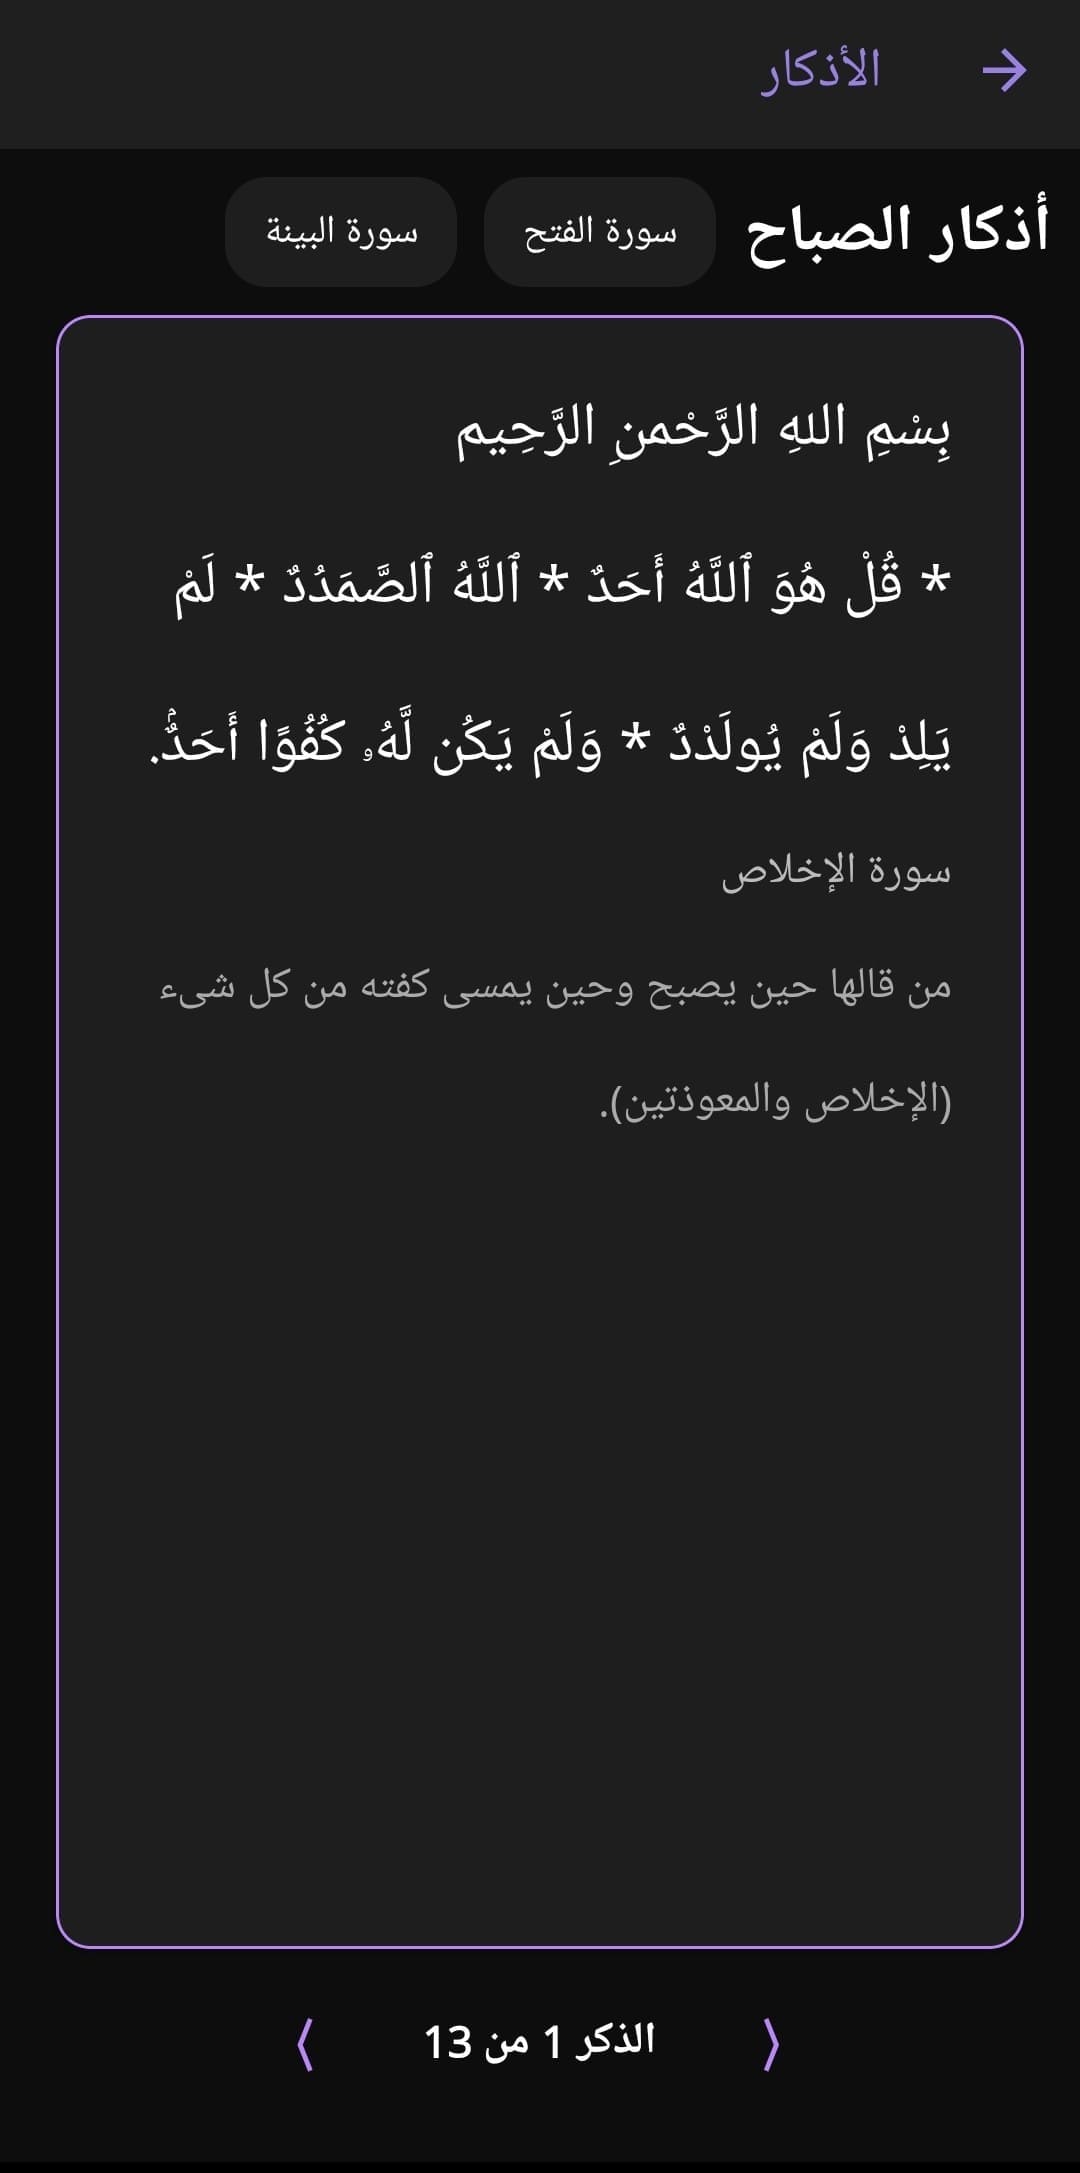 الأذكار
أذكار الصباح
سورة الفتح
سورة البينة
بِسْمِ اللهِ الرَّحْمنِ الرَّحِيم
* قُلْ هُوَ ٱللَّهُ أَحَدٌ * ٱللَّهُ ٱلصَّمَدُدٌ * لَمْ
يَلِدْ وَلَمْ يُولَدْدٌ * وَلَمْ يَكُن لَّهُۥ كُفُوًا أَحَدٌۢ.
سورة الإخلاص
من قالها حين يصبح وحين يمسى كفته من كل شىء
(الإخلاص والمعوذتين).
الذكر 1 من 13